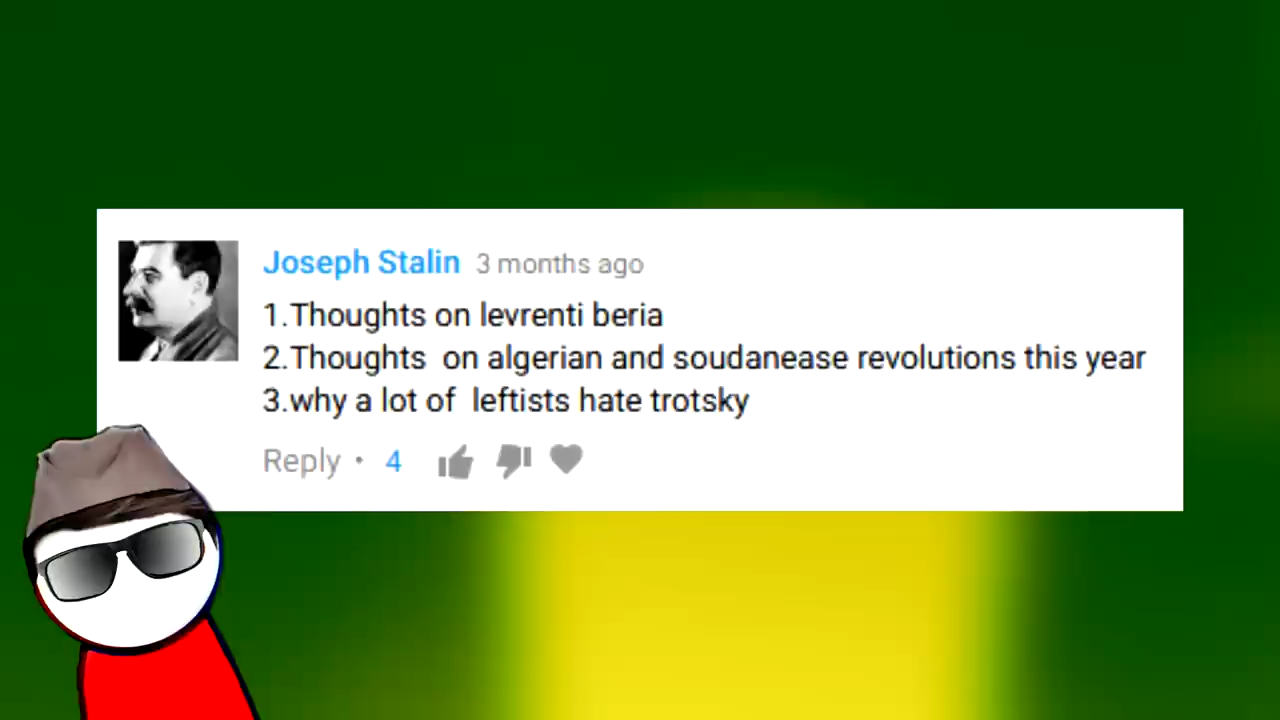 Joseph Stalin 3 months ago
1.Thoughts on levrenti beria
2.Thoughts  on algerian and soudanease revolutions this year
3.why a lot of  leftists hate trotsky
Reply • 4